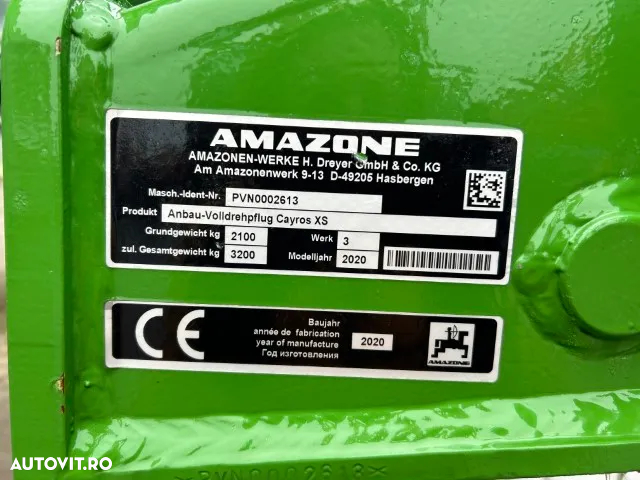 AMAZONE
AMAZONEN-WERKE H. Dreyer GmbH & Co. KG
Am Amazonenwerk 9-13 D-49205 Hasbergen
Masch.-Ident-Nr. PVN0002613
Produkt Anbau-Volldrehpflug Cayros XS
Grundgewicht kg 2100 Werk 3
zul. Gesamtgewicht kg 3200 Modelljahr 2020
CE
Baujahr
année de fabrication
year of manufacture 2020
Год изготовления
AMAZONE
AUTOVIT.RO
PVN0002613